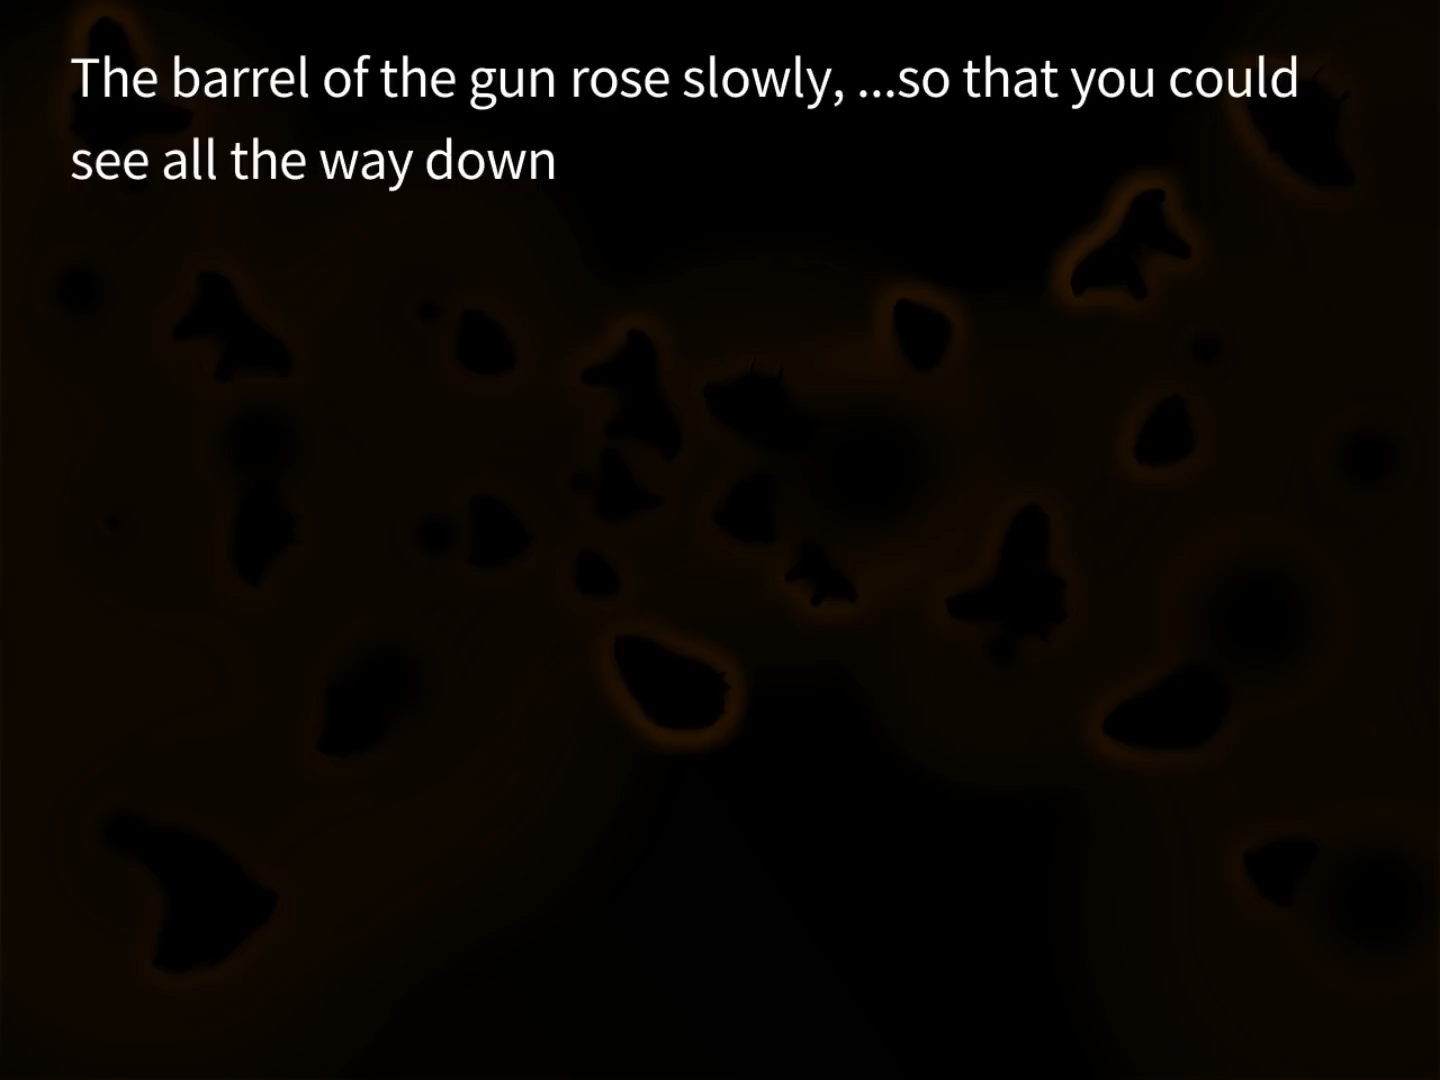 The barrel of the gun rose slowly, ...so that you could
see all the way down